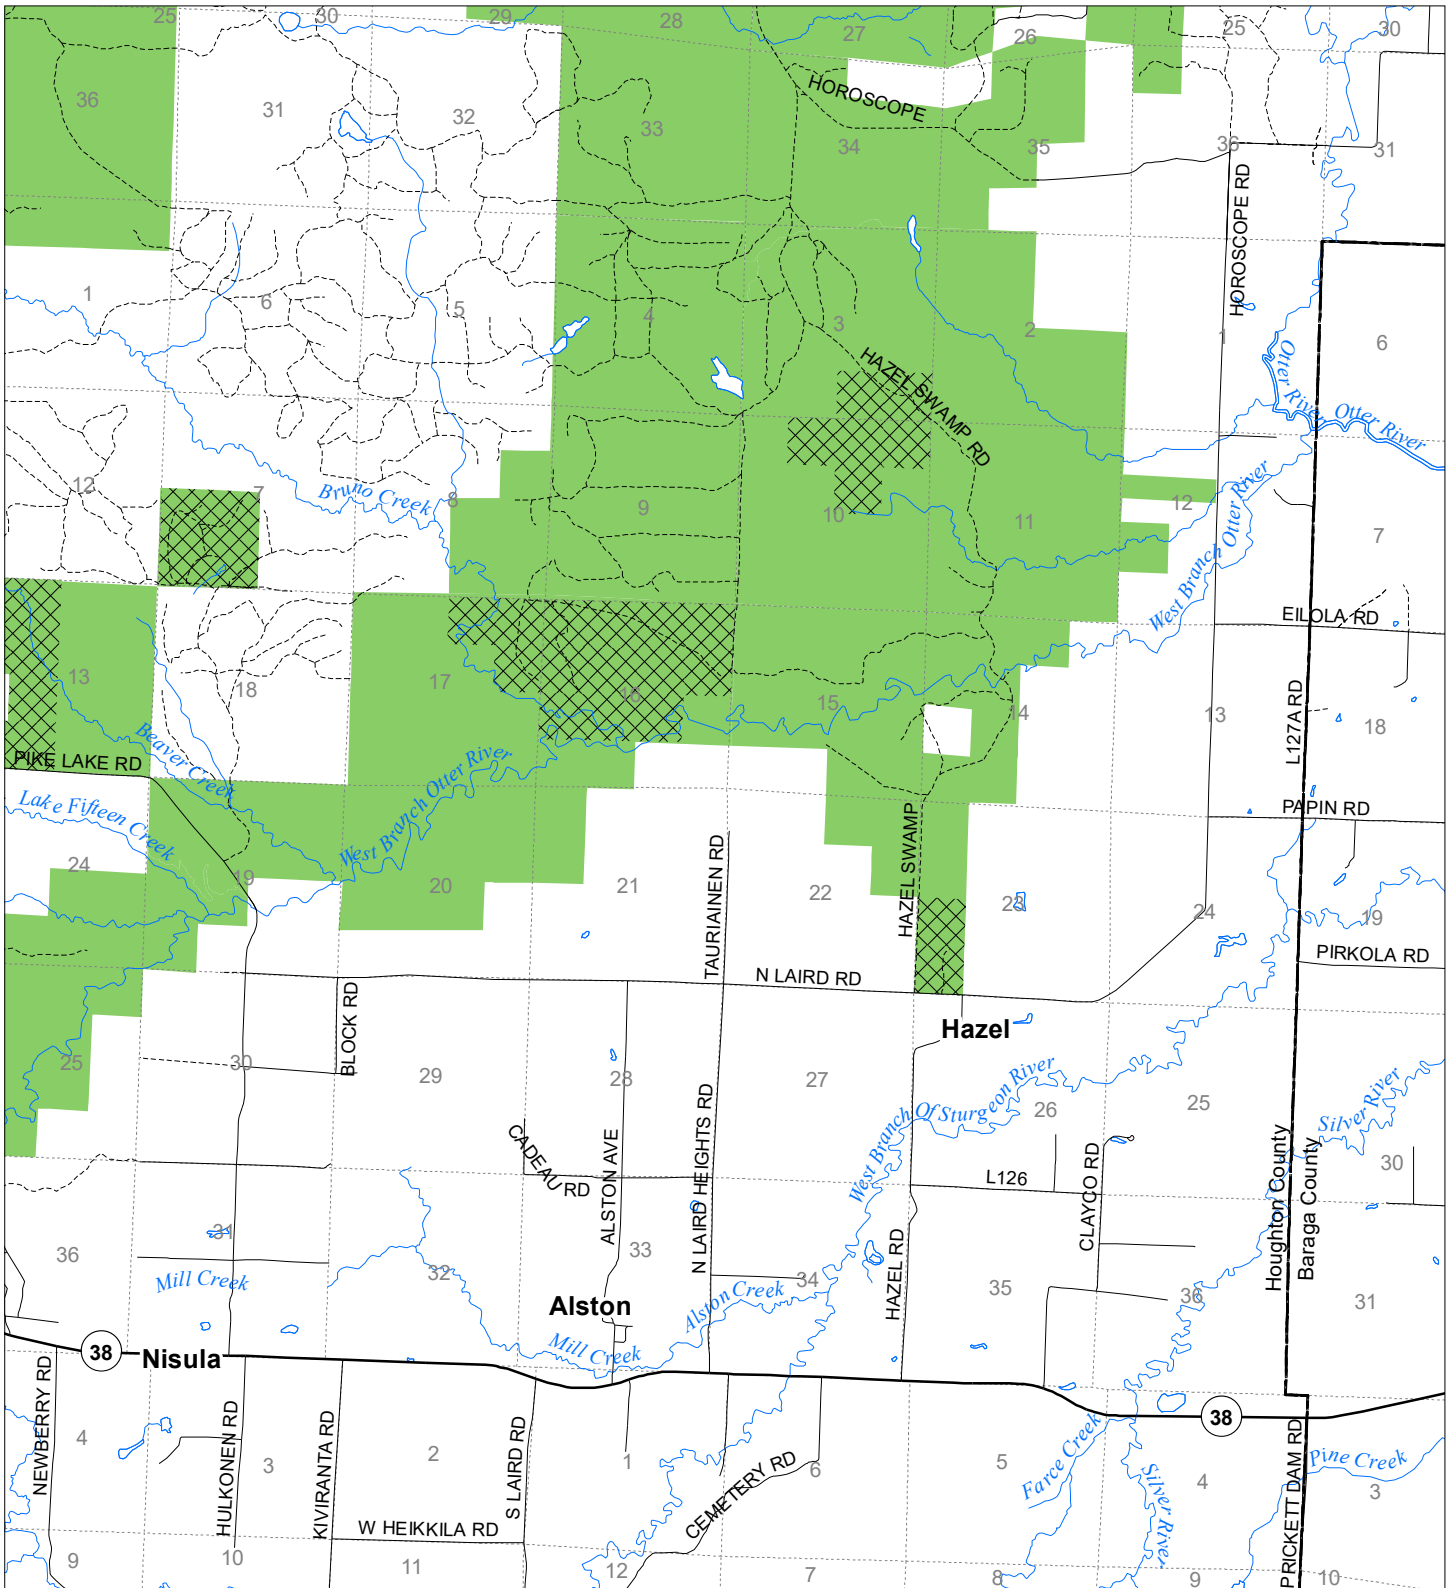 25
30
29
28
27
26
25
30
36
31
32
33
HOROSCOPE
34
35
36
31
HOROSCOPE RD
1
6
5
4
3
2
1
6
HAZEL SWAMP RD
Otter River
Otter River
12
7
Bruno Creek
8
9
10
11
12
7
West Branch Otter River
EILOLA RD
13
18
17
16
15
14
13
18
L127A RD
PIKE LAKE RD
Beaver Creek
West Branch Otter River
Lake Fifteen Creek
PAPIN RD
24
19
20
21
TAURIAINEN RD
22
HAZEL SWAMP
23
24
19
N LAIRD RD
PIRKOLA RD
BLOCK RD
Hazel
25
30
29
28
27
West Branch Of Sturgeon River
26
25
Silver River
30
CADEAU RD
ALSTON AVE
N LAIRD HEIGHTS RD
L126
CLAYCO RD
Houghton County
Baraga County
36
31
32
33
34
HAZEL RD
35
36
31
Mill Creek
Alston
Alston Creek
Mill Creek
38
Nisula
38
NEWBERRY RD
4
HULKONEN RD
3
KIVIRANTA RD
2
S LAIRD RD
1
CEMETERY RD
6
5
Farce Creek
Silver River
4
PRICKETT DAM RD
Pine Creek
3
W HEIKKILA RD
9
10
11
12
7
8
9
10